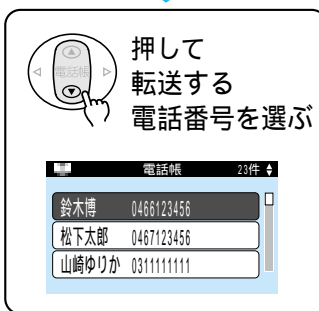 電話帳
押して
転送する
電話番号を選ぶ
電話帳 23件
鈴木博 0466123456
松下太郎 0467123456
山崎ゆりか 0311111111